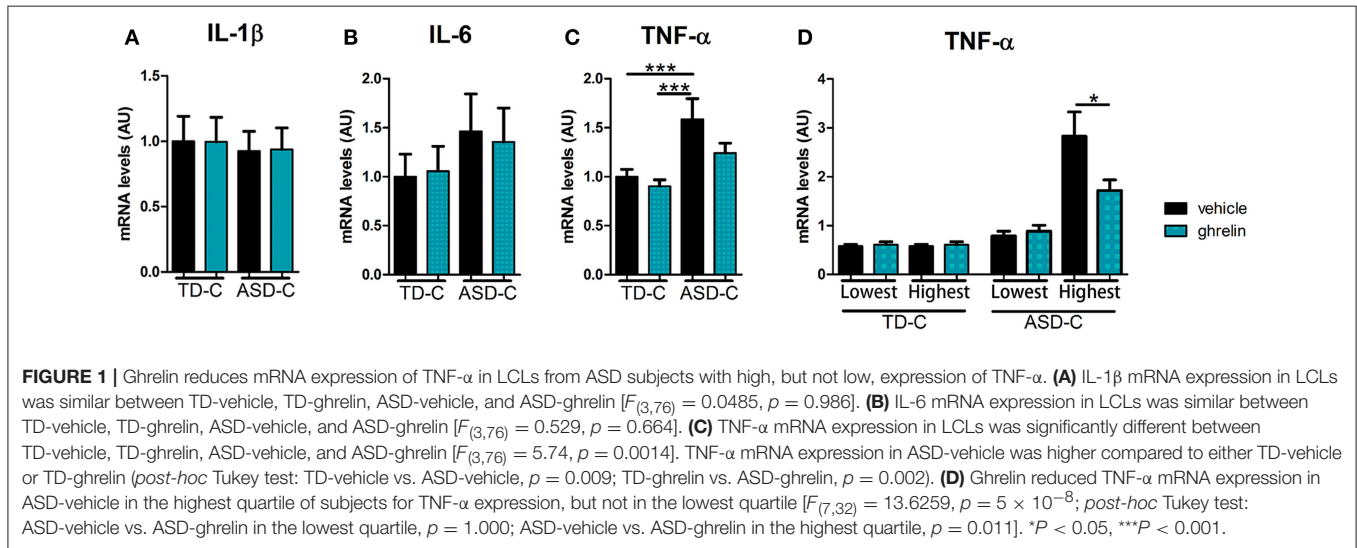 A IL-1β
mRNA levels (AU)
1.5
1.0
0.5
0.0
TD-C ASD-C
B IL-6
mRNA levels (AU)
2.0
1.5
1.0
0.5
0.0
TD-C ASD-C
C TNF-α
mRNA levels (AU)
2.0
1.5
1.0
0.5
0.0
***
***
TD-C ASD-C
D TNF-α
mRNA levels (AU)
4
3
2
1
0
*
Lowest Highest Lowest Highest
TD-C ASD-C
vehicle
ghrelin
FIGURE 1 | Ghrelin reduces mRNA expression of TNF-α in LCLs from ASD subjects with high, but not low, expression of TNF-α. (A) IL-1β mRNA expression in LCLs
was similar between TD-vehicle, TD-ghrelin, ASD-vehicle, and ASD-ghrelin [F(3,76) = 0.0485, p = 0.986]. (B) IL-6 mRNA expression in LCLs was similar between
TD-vehicle, TD-ghrelin, ASD-vehicle, and ASD-ghrelin [F(3,76) = 0.529, p = 0.664]. (C) TNF-α mRNA expression in LCLs was significantly different between
TD-vehicle, TD-ghrelin, ASD-vehicle, and ASD-ghrelin [F(3,76) = 5.74, p = 0.0014]. TNF-α mRNA expression in ASD-vehicle was higher compared to either TD-vehicle
or TD-ghrelin (post-hoc Tukey test: TD-vehicle vs. ASD-vehicle, p = 0.009; TD-ghrelin vs. ASD-ghrelin, p = 0.002). (D) Ghrelin reduced TNF-α mRNA expression in
ASD-vehicle in the highest quartile of subjects for TNF-α expression, but not in the lowest quartile [F(7,32) = 13.6259, p = 5 × 10⁻⁸; post-hoc Tukey test:
ASD-vehicle vs. ASD-ghrelin in the lowest quartile, p = 1.000; ASD-vehicle vs. ASD-ghrelin in the highest quartile, p = 0.011]. *P < 0.05, ***P < 0.001.